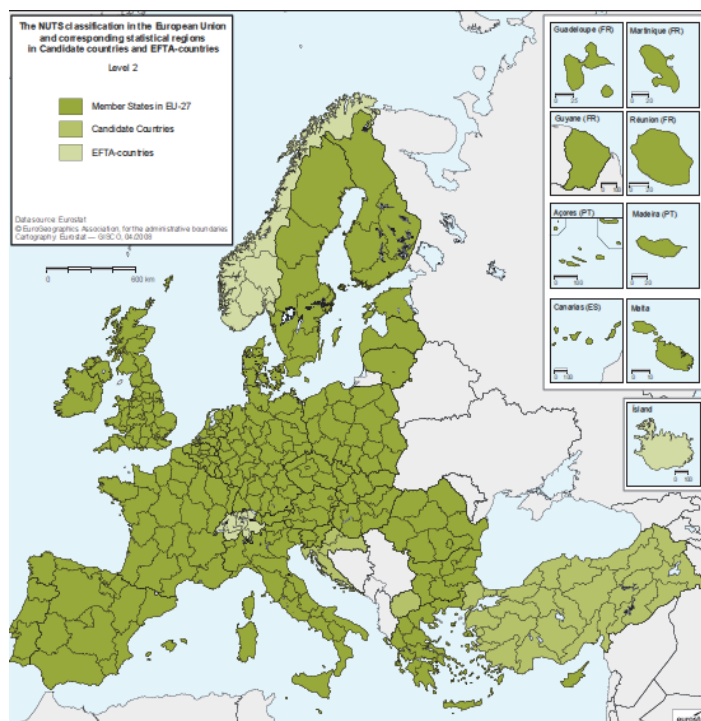 The NUTS classification in the European Union
and corresponding statistical regions
in Candidate countries and EFTA-countries
Level 2
Member States in EU-27
Candidate Countries
EFTA-countries
Datasource Eurostat
© EuroGeographics Association, for the administrative boundaries
Cartography: Eurostat — GISCO, 04/2008
0 600 km
Guadeloupe (FR)
0 25
Martinique (FR)
0 20
Guyane (FR)
0 100
Réunion (FR)
0 20
Açores (PT)
0 100
Madeira (PT)
0 20
Canarias (ES)
0 100
Malta
0 10
Ísland
0 100